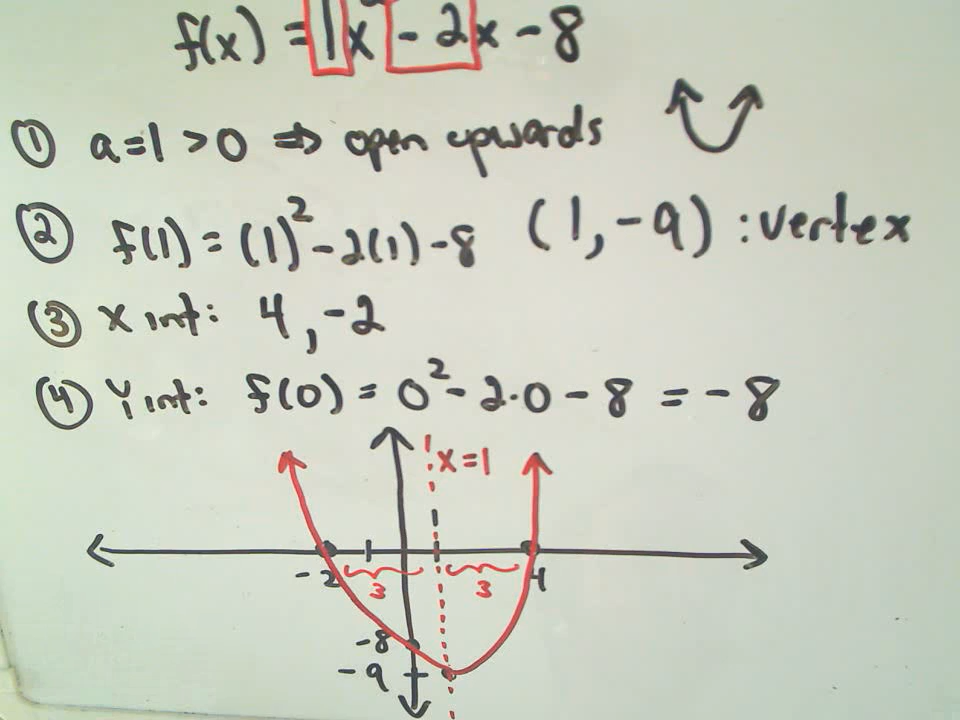 f(x) = 1x² - 2x - 8
① a=1 > 0 ⇒ open upwards
② f(1) = (1)² - 2(1) - 8 (1, -9) : vertex
③ X int: 4, -2
④ Y int: f(0) = 0² - 2·0 - 8 = -8
x=1
-2 3 3 4
-8
-9